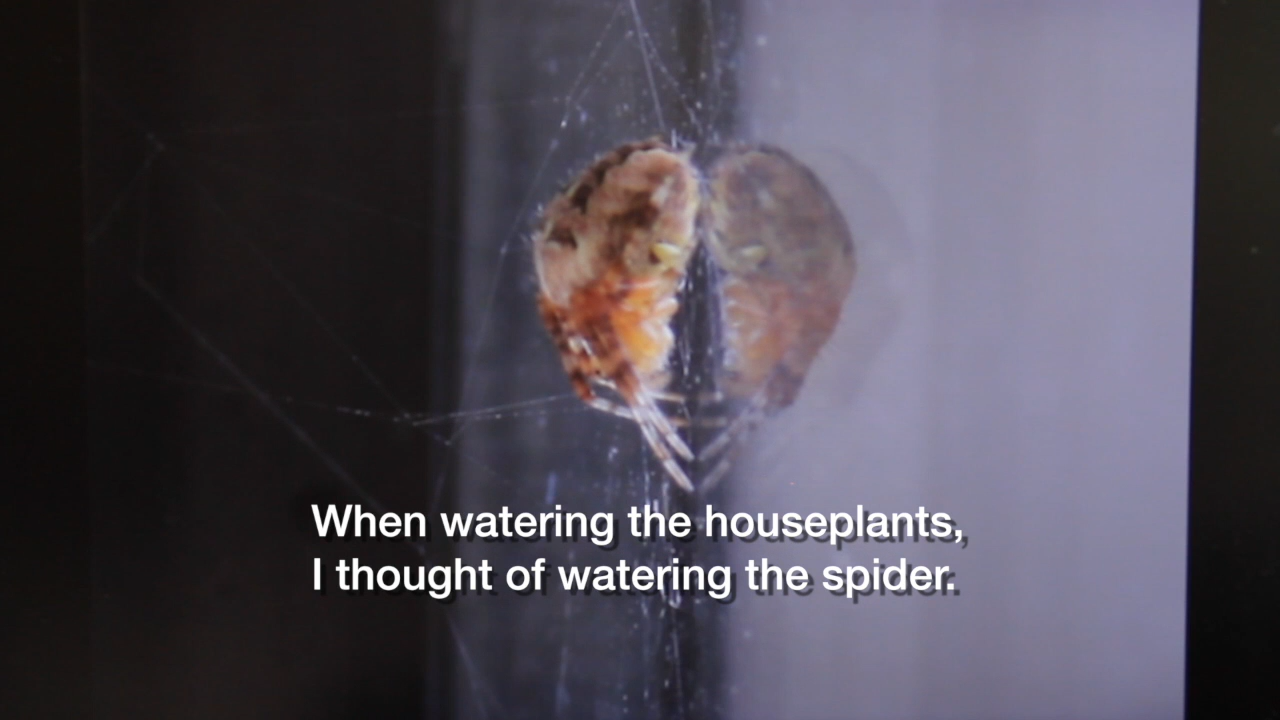 When watering the houseplants,
I thought of watering the spider.